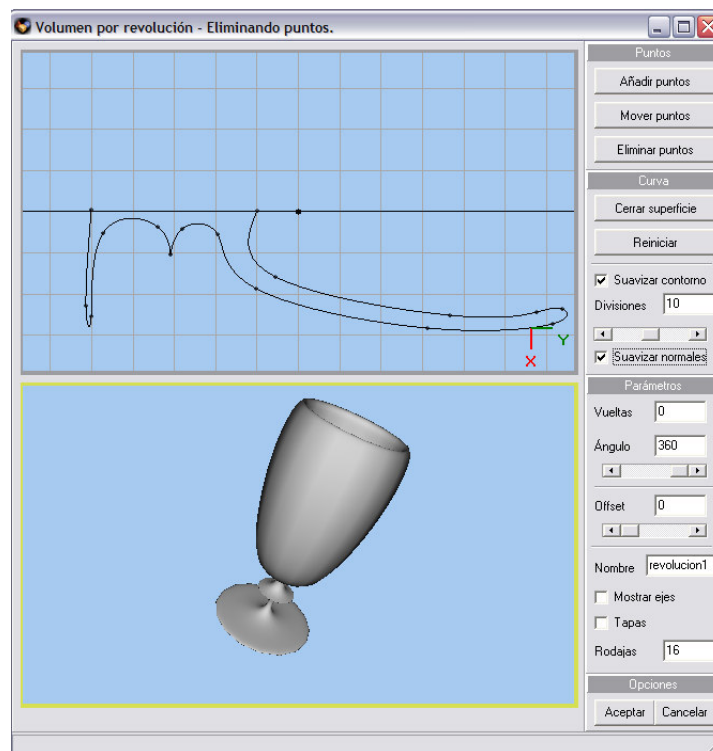 Volumen por revolución - Eliminando puntos.
Puntos
Añadir puntos
Mover puntos
Eliminar puntos
Curva
Cerrar superficie
Reiniciar
Suavizar contorno
Divisiones 10
Suavizar normales
Parámetros
Vueltas 0
Ángulo 360
Offset 0
Nombre revolucion1
Mostrar ejes
Tapas
Rodajas 16
Opciones
Aceptar Cancelar
Y
X